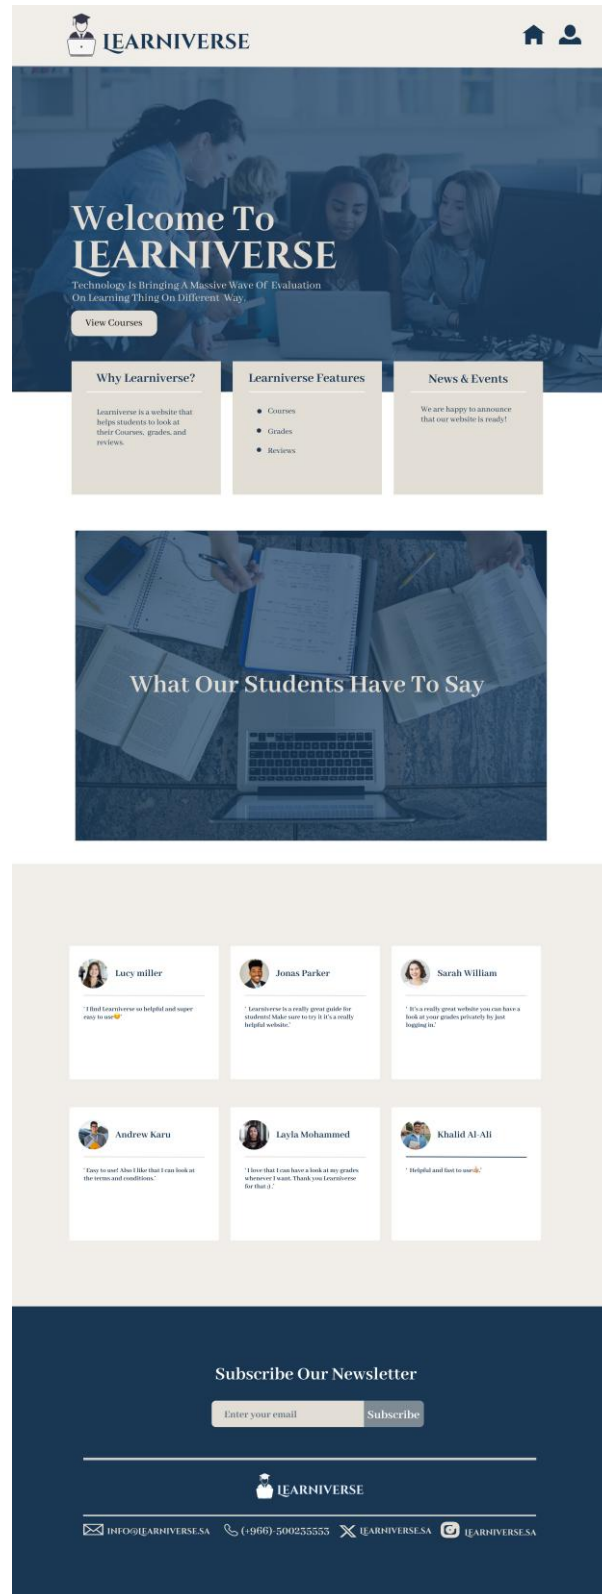 LEARNIVERSE
Welcome To
LEARNIVERSE
Technology Is Bringing A Massive Wave Of Evaluation
On Learning Thing On Different Way.
View Courses
Why Learniverse?
Learniverse is a website that
helps students to look at
their Courses, grades, and
reviews.
Learniverse Features
Courses
Grades
Reviews
News & Events
We are happy to announce
that our website is ready!
What Our Students Have To Say
Lucy miller
' I find Learniverse so helpful and super
easy to use😍'
Jonas Parker
' Learniverse is a really great guide for
students! Make sure to try it it's a really
helpful website.'
Sarah William
' It's a really great website you can have a
look at your grades privately by just
logging in.'
Andrew Karu
' Easy to use! Also I like that I can look at
the terms and conditions.'
Layla Mohammed
' I love that I can have a look at my grades
whenever I want. Thank you Learniverse
for that :) .'
Khalid Al-Ali
' Helpful and fast to use👍🏼.'
Subscribe Our Newsletter
Enter your email
Subscribe
LEARNIVERSE
INFO@LEARNIVERSE.SA
(+966)-500235553
LEARNIVERSE.SA
LEARNIVERSE.SA